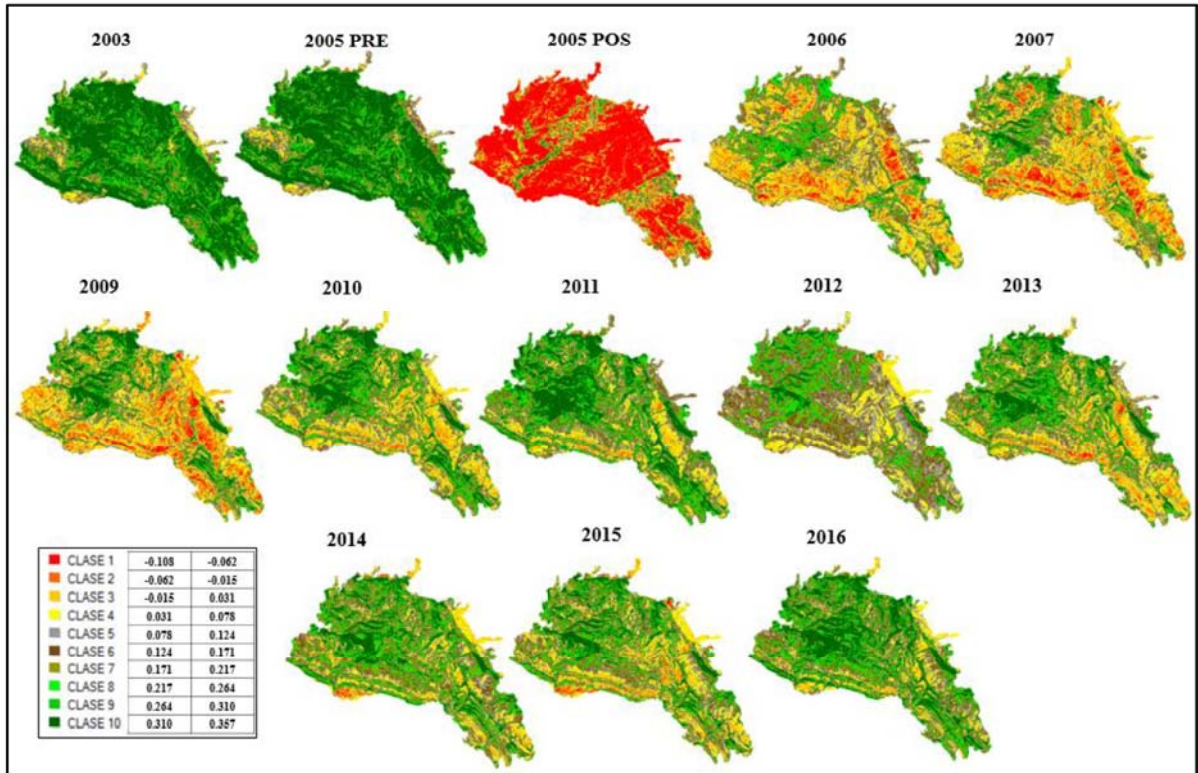 2003 2005 PRE 2005 POS 2006 2007
2009 2010 2011 2012 2013
2014 2015 2016
CLASE 1 -0.108 -0.062
CLASE 2 -0.062 -0.015
CLASE 3 -0.015 0.031
CLASE 4 0.031 0.078
CLASE 5 0.078 0.124
CLASE 6 0.124 0.171
CLASE 7 0.171 0.217
CLASE 8 0.217 0.264
CLASE 9 0.264 0.310
CLASE 10 0.310 0.357